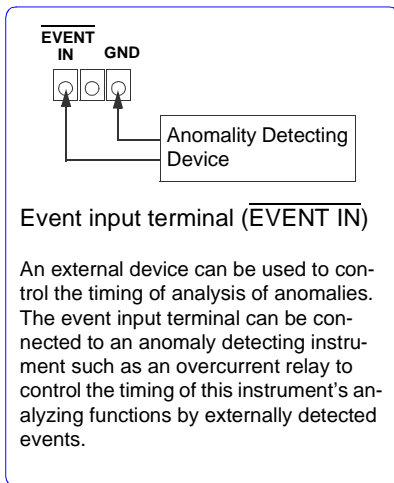 EVENT
IN GND
Anomality Detecting
Device
Event input terminal (EVENT IN)
An external device can be used to con-
trol the timing of analysis of anomalies.
The event input terminal can be con-
nected to an anomaly detecting instru-
ment such as an overcurrent relay to
control the timing of this instrument's an-
alyzing functions by externally detected
events.